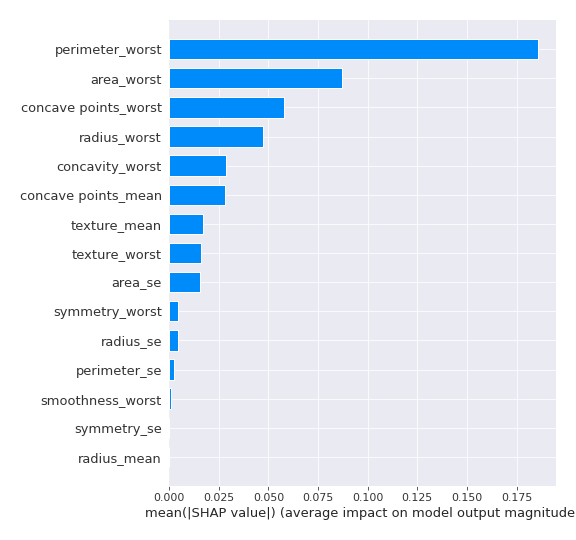 perimeter_worst
area_worst
concave points_worst
radius_worst
concavity_worst
concave points_mean
texture_mean
texture_worst
area_se
symmetry_worst
radius_se
perimeter_se
smoothness_worst
symmetry_se
radius_mean
0.000 0.025 0.050 0.075 0.100 0.125 0.150 0.175
mean(|SHAP value|) (average impact on model output magnitude